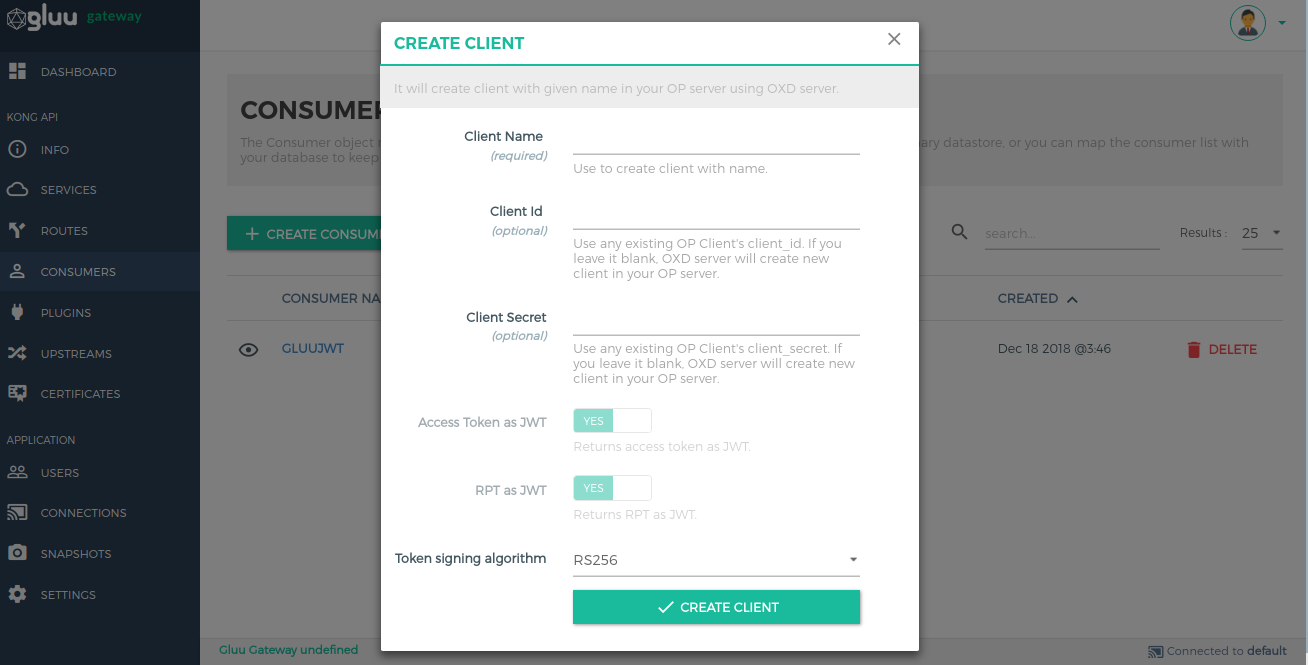 gluu gateway
DASHBOARD
KONG API
INFO
SERVICES
ROUTES
CONSUMERS
PLUGINS
UPSTREAMS
CERTIFICATES
APPLICATION
USERS
CONNECTIONS
SNAPSHOTS
SETTINGS
CONSUMER
The Consumer object
ary datastore, or you can map the consumer list with
your database to keep
CREATE CONSUM
search...
Results :
25
CONSUMER NA
CREATED
GLUUJWT
Dec 18 2018 @3:46
DELETE
CREATE CLIENT
It will create client with given name in your OP server using OXD server.
Client Name
(required)
Use to create client with name.
Client Id
(optional)
Use any existing OP Client's client_id. If you
leave it blank, OXD server will create new
client in your OP server.
Client Secret
(optional)
Use any existing OP Client's client_secret. If
you leave it blank, OXD server will create new
client in your OP server.
Access Token as JWT
YES
Returns access token as JWT.
RPT as JWT
YES
Returns RPT as JWT.
Token signing algorithm
RS256
CREATE CLIENT
Gluu Gateway undefined
Connected to default